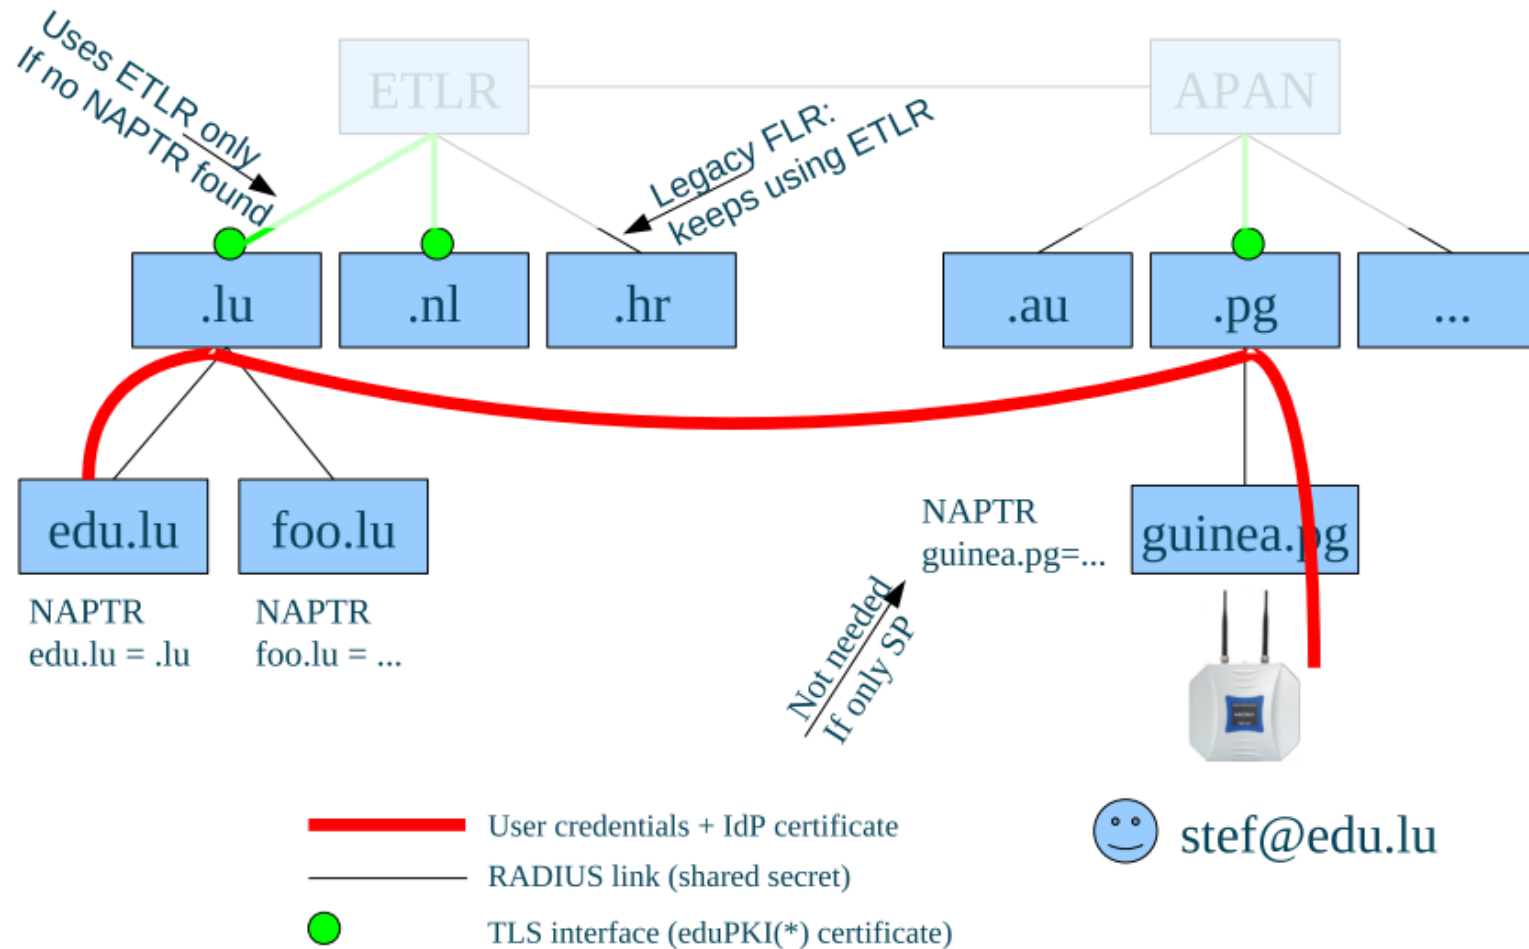 Uses ETLR only
If no NAPTR found
ETLR
APAN
Legacy FLR:
keeps using ETLR
.lu
.nl
.hr
.au
.pg
...
edu.lu
foo.lu
NAPTR
guinea.pg=...
guinea.pg
NAPTR
edu.lu = .lu
NAPTR
foo.lu = ...
Not needed
If only SP
User credentials + IdP certificate
RADIUS link (shared secret)
TLS interface (eduPKI(*) certificate)
stef@edu.lu